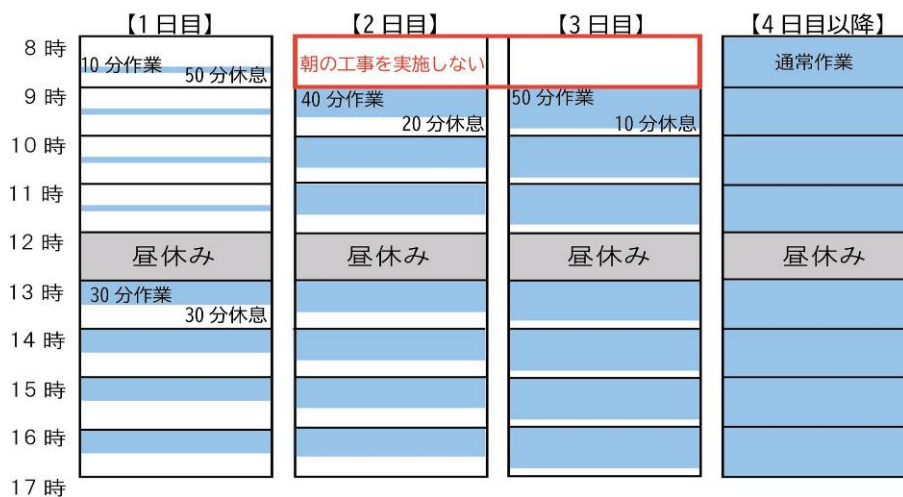 【1日目】 【2日目】 【3日目】 【4日目以降】
8時
10分作業
50分休息
朝の工事を実施しない
通常作業
9時
40分作業
20分休息
50分作業
10分休息
10時
11時
12時
昼休み 昼休み 昼休み 昼休み
13時
30分作業
30分休息
14時
15時
16時
17時